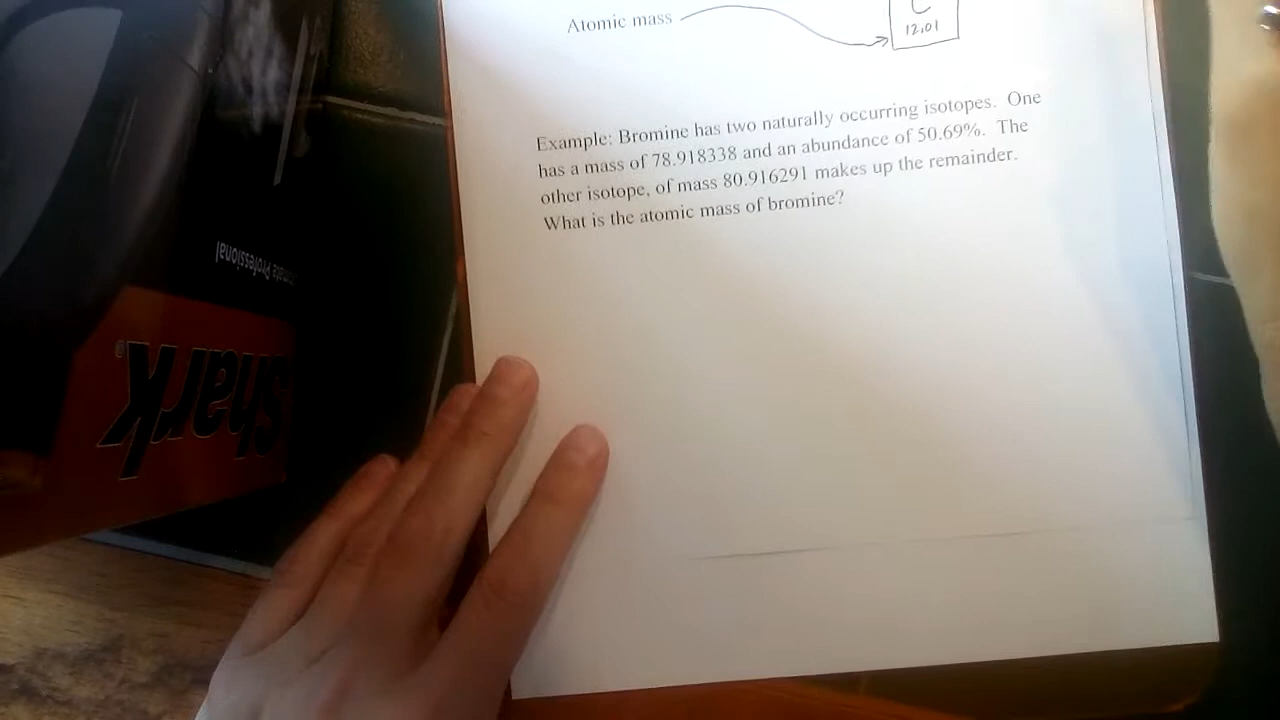 Atomic mass
C
12.01
Example: Bromine has two naturally occurring isotopes. One
has a mass of 78.918338 and an abundance of 50.69%. The
other isotope, of mass 80.916291 makes up the remainder.
What is the atomic mass of bromine?
Professional
Shark®